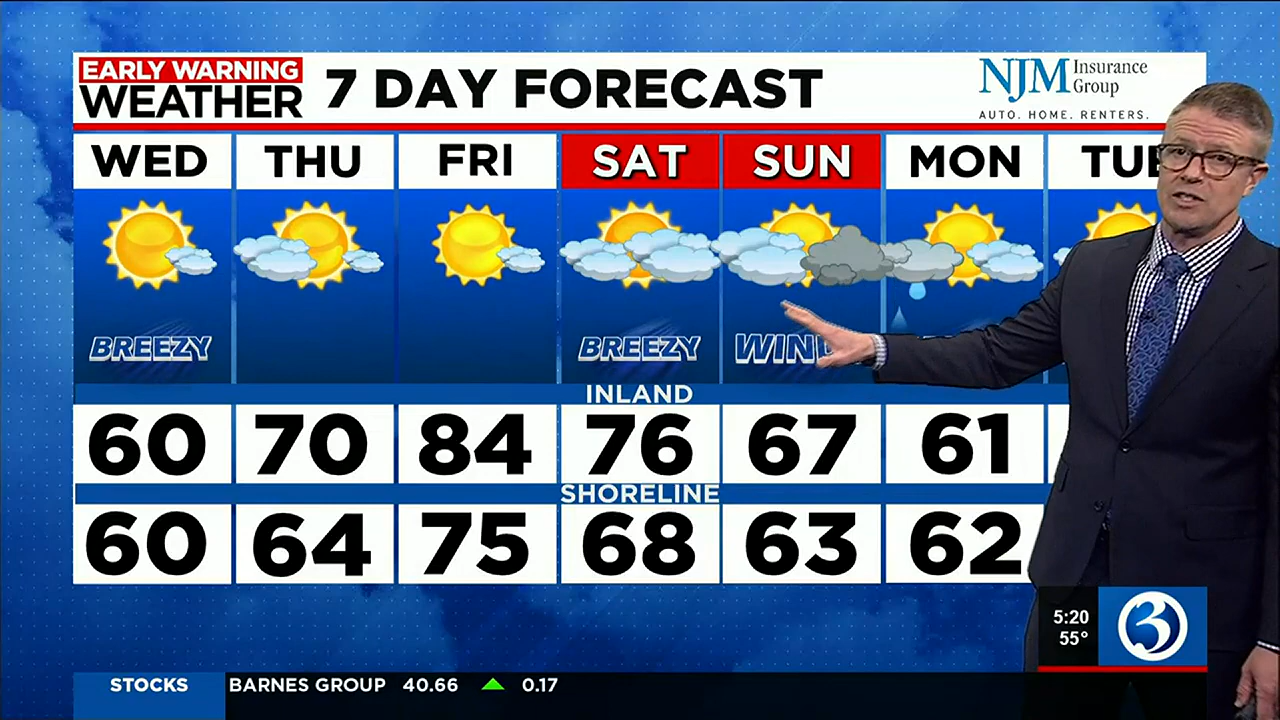 EARLY WARNING
WEATHER
7 DAY FORECAST
NJM Insurance Group
AUTO. HOME. RENTERS.
WED THU FRI SAT SUN MON TUE
BREEZY BREEZY
INLAND
60 70 84 76 67 61
SHORELINE
60 64 75 68 63 62
5:20
55°
3
STOCKS BARNES GROUP 40.66 0.17